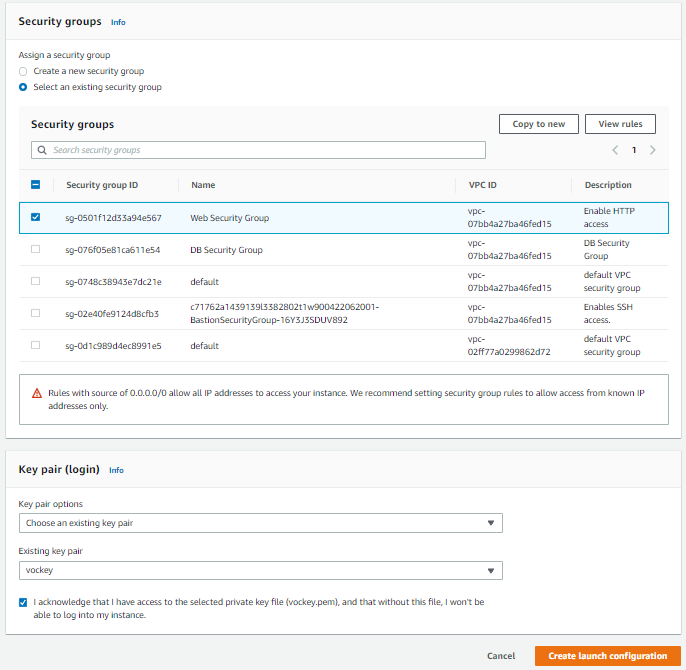 Security groups Info
Assign a security group
Create a new security group
Select an existing security group
Security groups Copy to new View rules
Search security groups 1
Security group ID Name VPC ID Description
sg-0501f12d33a94e567 Web Security Group vpc-07bb4a27ba46fed15 Enable HTTP access
sg-076f05e81ca611e54 DB Security Group vpc-07bb4a27ba46fed15 DB Security Group
sg-0748c38943e7dc21e default vpc-07bb4a27ba46fed15 default VPC security group
sg-02e40fe9124d8cfb3 c71762a1439139l3382802t1w900422062001-BastionSecurityGroup-16Y3J3SDUV892 vpc-07bb4a27ba46fed15 Enables SSH access.
sg-0d1c989d4ec8991e5 default vpc-02ff77a0299862d72 default VPC security group
Rules with source of 0.0.0.0/0 allow all IP addresses to access your instance. We recommend setting security group rules to allow access from known IP
addresses only.
Key pair (login) Info
Key pair options
Choose an existing key pair
Existing key pair
vockey
I acknowledge that I have access to the selected private key file (vockey.pem), and that without this file, I won't be
able to log into my instance.
Cancel Create launch configuration